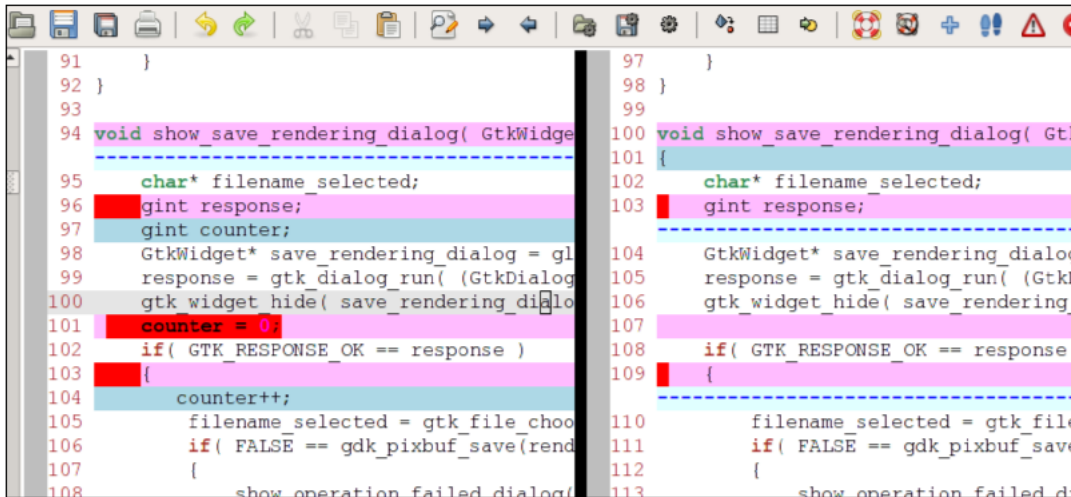 91     }
92 }
93
94 void show_save_rendering_dialog( GtkWidge
95     char* filename_selected;
96     gint response;
97     gint counter;
98     GtkWidget* save_rendering_dialog = gl
99     response = gtk_dialog_run( (GtkDialog
100     gtk_widget_hide( save_rendering_dialo
101     counter = 0;
102     if( GTK_RESPONSE_OK == response )
103     {
104        counter++;
105         filename_selected = gtk_file_choo
106         if( FALSE == gdk_pixbuf_save(rend
107         {
108             show_operation_failed_dialog(
97     }
98 }
99
100 void show_save_rendering_dialog( Gt
101 {
102     char* filename_selected;
103     gint response;
104     GtkWidget* save_rendering_dialo
105     response = gtk_dialog_run( (Gtk
106     gtk_widget_hide( save_rendering_
107
108     if( GTK_RESPONSE_OK == response
109     {
110         filename_selected = gtk_file
111         if( FALSE == gdk_pixbuf_save
112         {
113             show_operation_failed_di